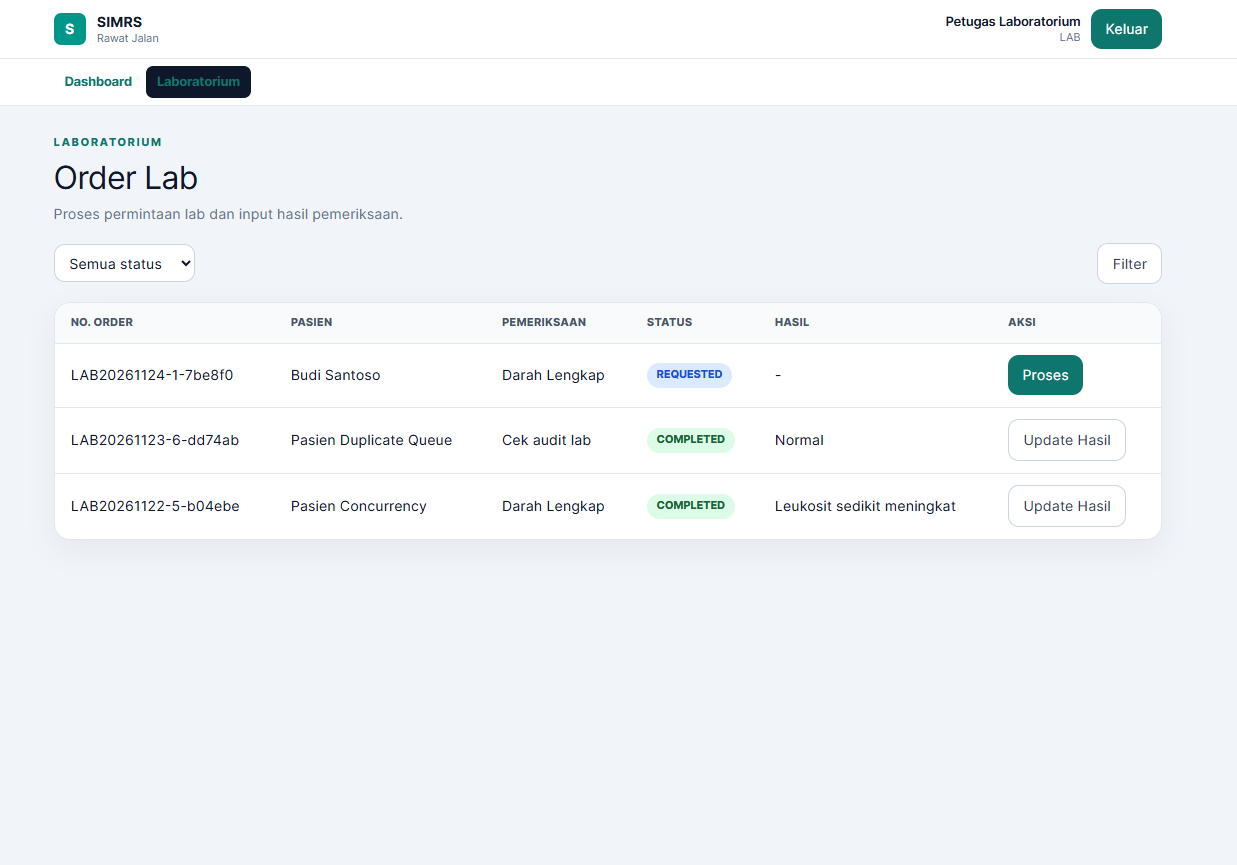 S
SIMRS
Rawat Jalan
Petugas Laboratorium
LAB
Keluar
Dashboard
Laboratorium
LABORATORIUM
Order Lab
Proses permintaan lab dan input hasil pemeriksaan.
Semua status
Filter
NO. ORDER PASIEN PEMERIKSAAN STATUS HASIL AKSI
LAB20261124-1-7be8f0 Budi Santoso Darah Lengkap REQUESTED - Proses
LAB20261123-6-dd74ab Pasien Duplicate Queue Cek audit lab COMPLETED Normal Update Hasil
LAB20261122-5-b04ebe Pasien Concurrency Darah Lengkap COMPLETED Leukosit sedikit meningkat Update Hasil